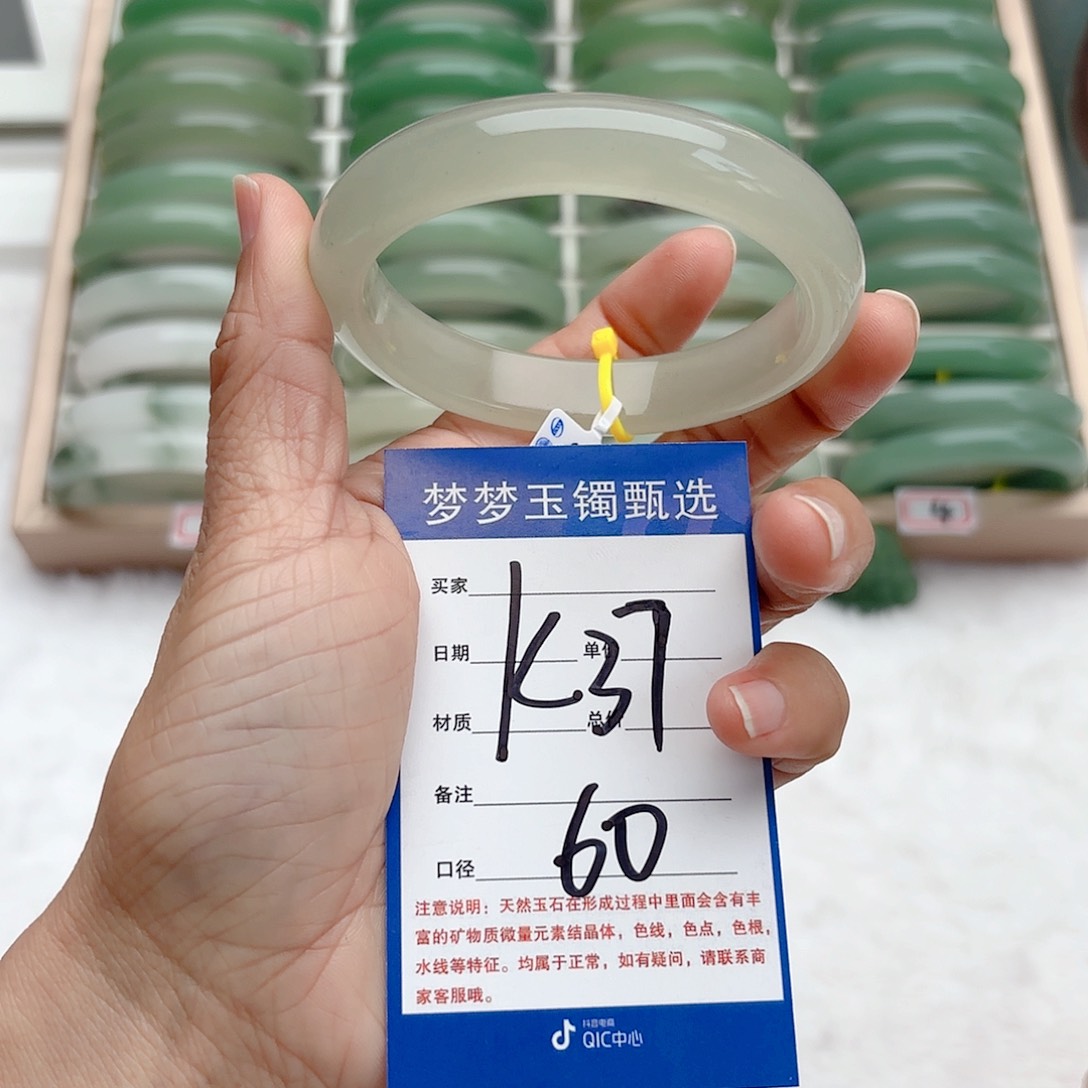 梦梦玉镯甄选
买家
日期 单价
材质 总价
K37
备注
口径 60
注意说明：天然玉石在形成过程中里面会含有丰
富的矿物质微量元素结晶体，色线，色点，色根，
水线等特征。均属于正常，如有疑问，请联系商
家客服哦。
抖音电商
QIC中心